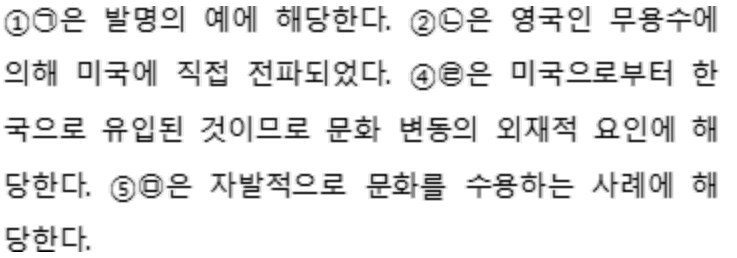 ①㉠은 발명의 예에 해당한다. ②㉡은 영국인 무용수에
의해 미국에 직접 전파되었다. ④㉣은 미국으로부터 한
국으로 유입된 것이므로 문화 변동의 외재적 요인에 해
당한다. ⑤㉤은 자발적으로 문화를 수용하는 사례에 해
당한다.